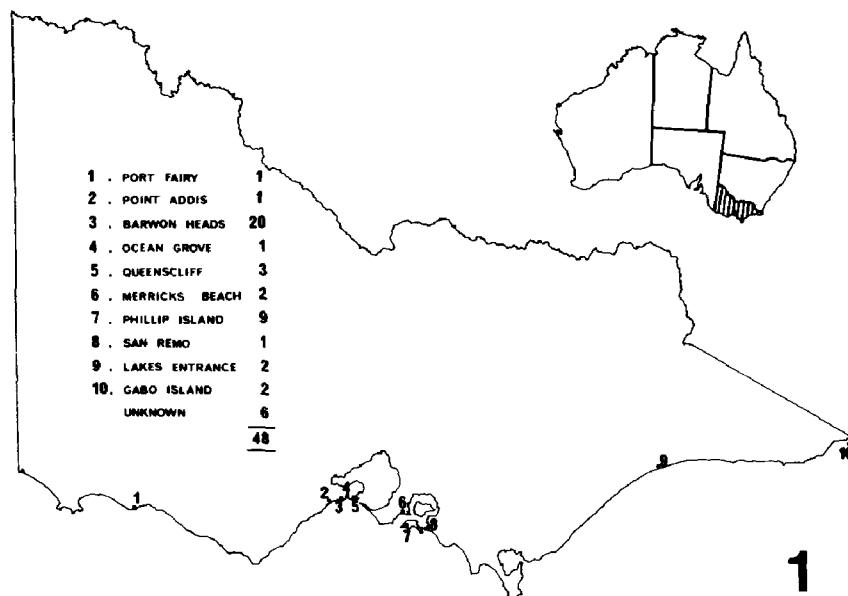 1 . PORT FAIRY 1
2 . POINT ADDIS 1
3 . BARWON HEADS 20
4 . OCEAN GROVE 1
5 . QUEENSCLIFF 3
6 . MERRICKS BEACH 2
7 . PHILLIP ISLAND 9
8 . SAN REMO 1
9 . LAKES ENTRANCE 2
10. GABO ISLAND 2
UNKNOWN 6
48
1
2
3
4
5
6
7
8
9
10
1